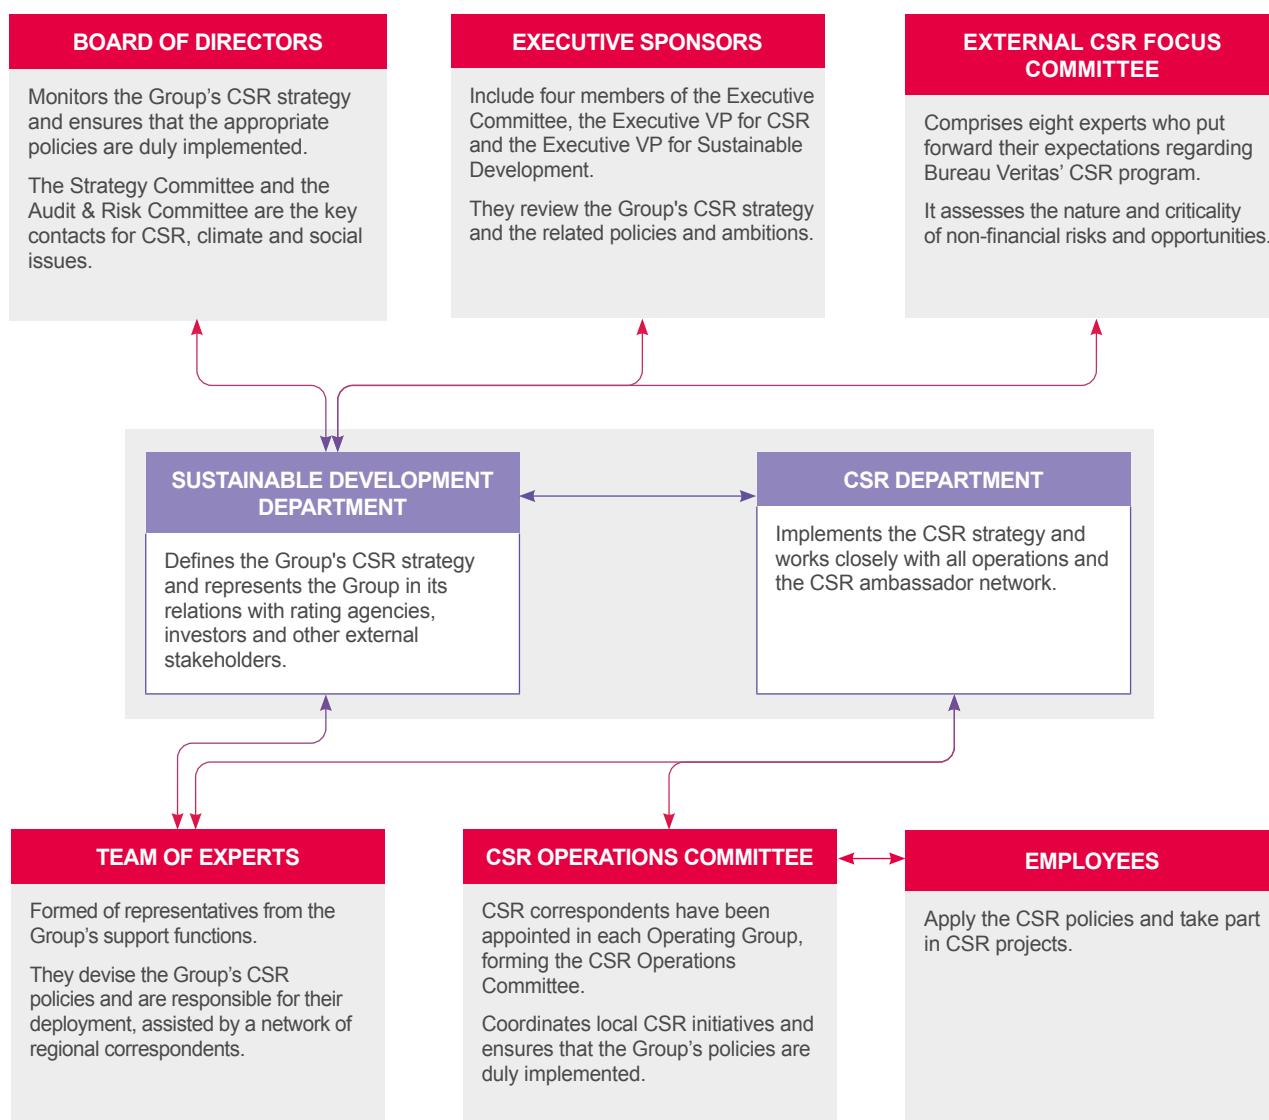 BOARD OF DIRECTORS
Monitors the Group’s CSR strategy
and ensures that the appropriate
policies are duly implemented.
The Strategy Committee and the
Audit & Risk Committee are the key
contacts for CSR, climate and social
issues.
EXECUTIVE SPONSORS
Include four members of the Executive
Committee, the Executive VP for CSR
and the Executive VP for Sustainable
Development.
They review the Group's CSR strategy
and the related policies and ambitions.
EXTERNAL CSR FOCUS
COMMITTEE
Comprises eight experts who put
forward their expectations regarding
Bureau Veritas’ CSR program.
It assesses the nature and criticality
of non-financial risks and opportunities.
SUSTAINABLE DEVELOPMENT
DEPARTMENT
Defines the Group's CSR strategy
and represents the Group in its
relations with rating agencies,
investors and other external
stakeholders.
CSR DEPARTMENT
Implements the CSR strategy and
works closely with all operations and
the CSR ambassador network.
TEAM OF EXPERTS
Formed of representatives from the
Group’s support functions.
They devise the Group’s CSR
policies and are responsible for their
deployment, assisted by a network of
regional correspondents.
CSR OPERATIONS COMMITTEE
CSR correspondents have been
appointed in each Operating Group,
forming the CSR Operations
Committee.
Coordinates local CSR initiatives and
ensures that the Group’s policies are
duly implemented.
EMPLOYEES
Apply the CSR policies and take part
in CSR projects.